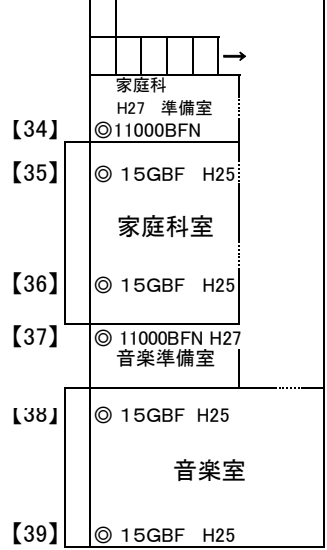 →
家庭科
H27 準備室
【34】 ◎11000BFN
【35】 ◎ 15GBF H25
家庭科室
【36】 ◎ 15GBF H25
【37】 ◎ 11000BFN H27
音楽準備室
【38】 ◎ 15GBF H25
音楽室
【39】 ◎ 15GBF H25